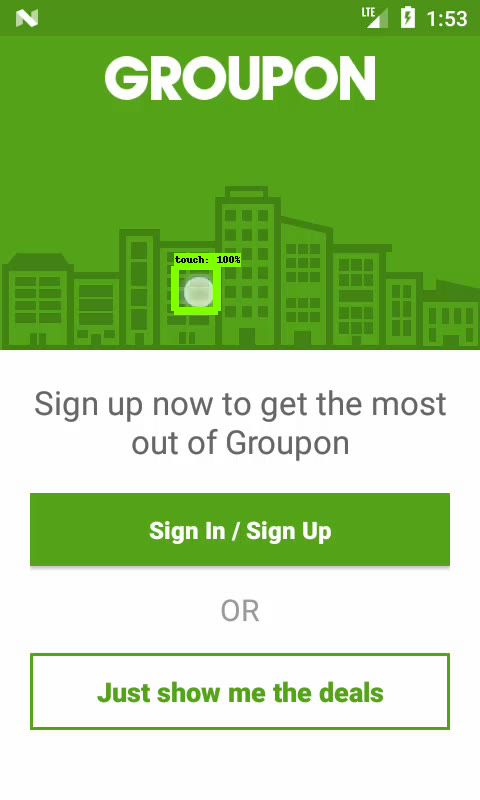 LTE 1:53
GROUPON
touch: 100%
Sign up now to get the most
out of Groupon
Sign In / Sign Up
OR
Just show me the deals